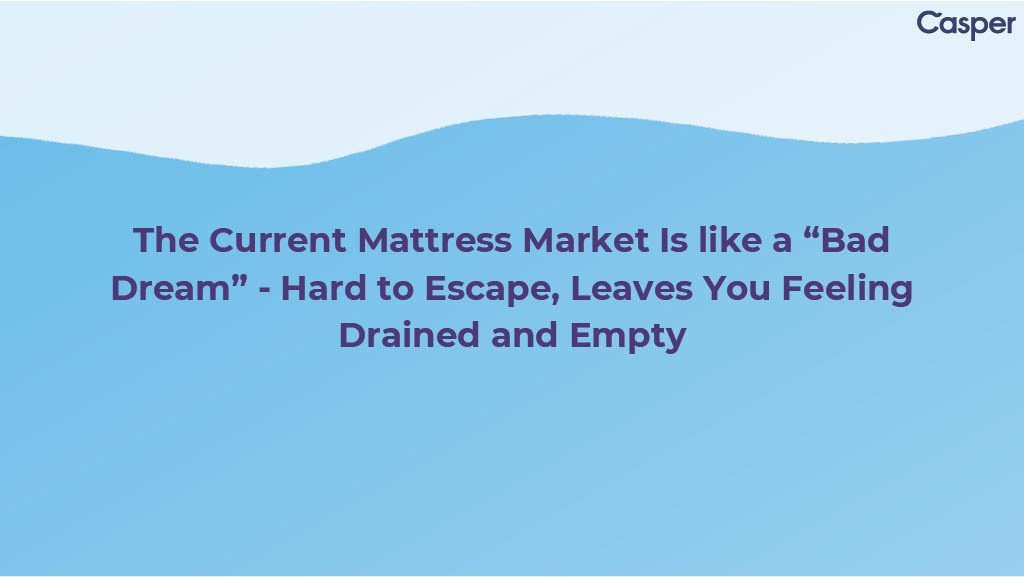 Casper
The Current Mattress Market Is like a “Bad
Dream” - Hard to Escape, Leaves You Feeling
Drained and Empty